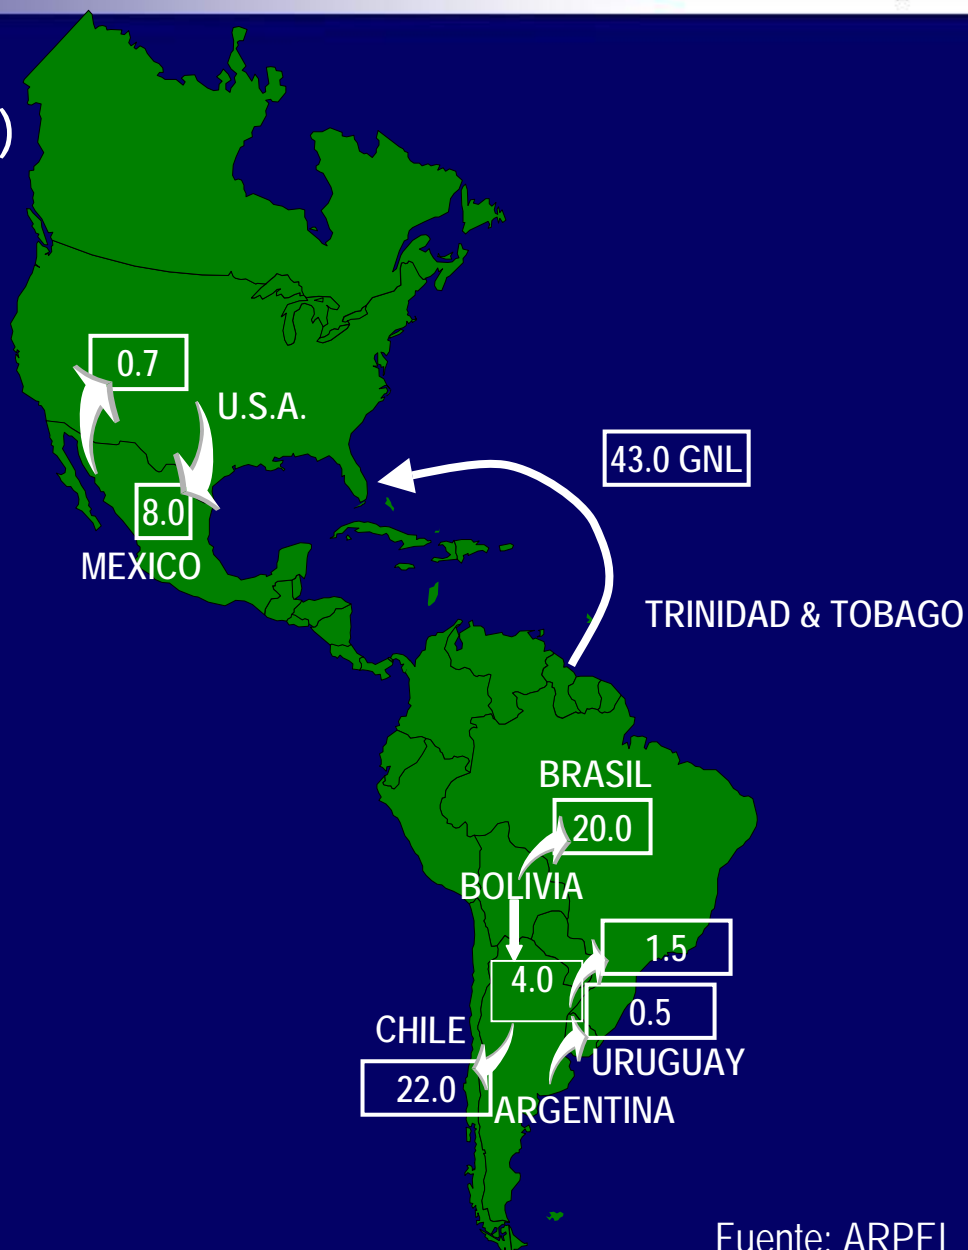 )
0.7
U.S.A.
43.0 GNL
8.0
MEXICO
TRINIDAD & TOBAGO
BRASIL
20.0
BOLIVIA
1.5
4.0
0.5
CHILE
URUGUAY
22.0
ARGENTINA
Fuente: ARPEL